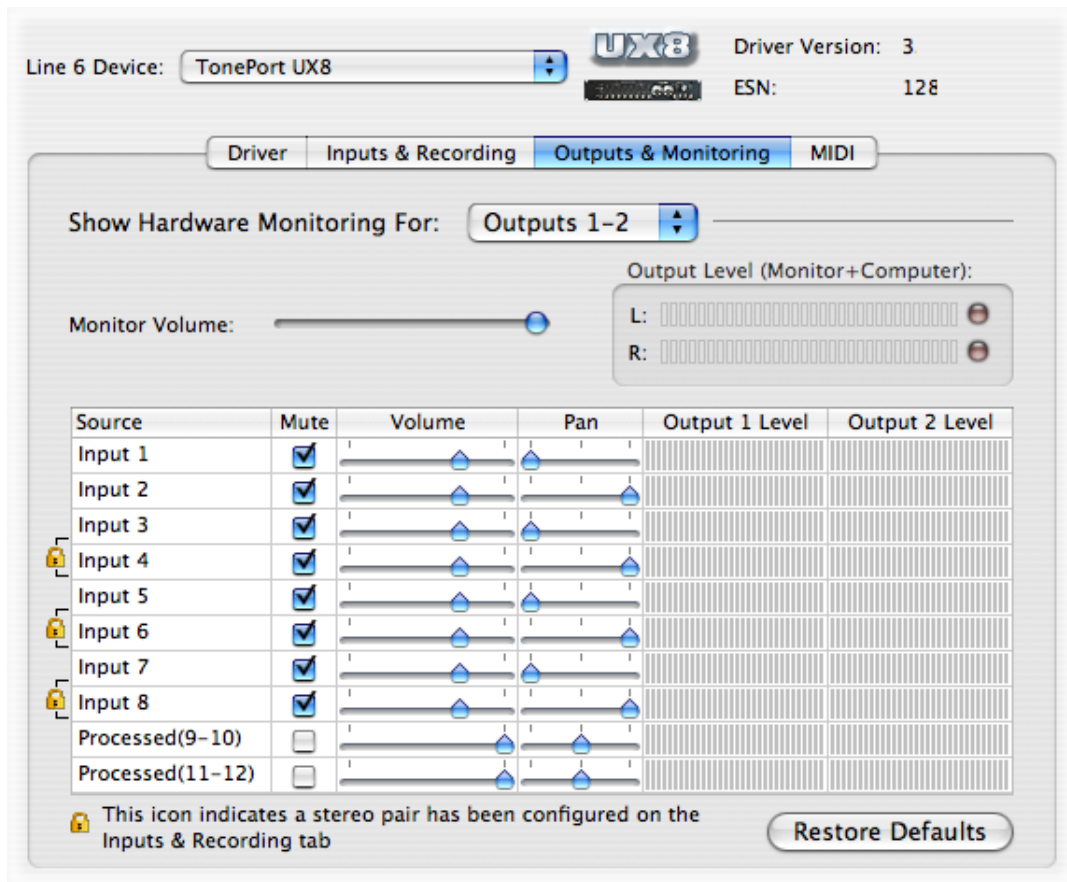 UX8
Driver Version: 3
Line 6 Device: TonePort UX8
ESN: 128
Driver Inputs & Recording Outputs & Monitoring MIDI
Show Hardware Monitoring For: Outputs 1-2
Output Level (Monitor+Computer):
Monitor Volume:
L:
R:
Source Mute Volume Pan Output 1 Level Output 2 Level
Input 1
Input 2
Input 3
Input 4
Input 5
Input 6
Input 7
Input 8
Processed(9-10)
Processed(11-12)
This icon indicates a stereo pair has been configured on the
Inputs & Recording tab
Restore Defaults